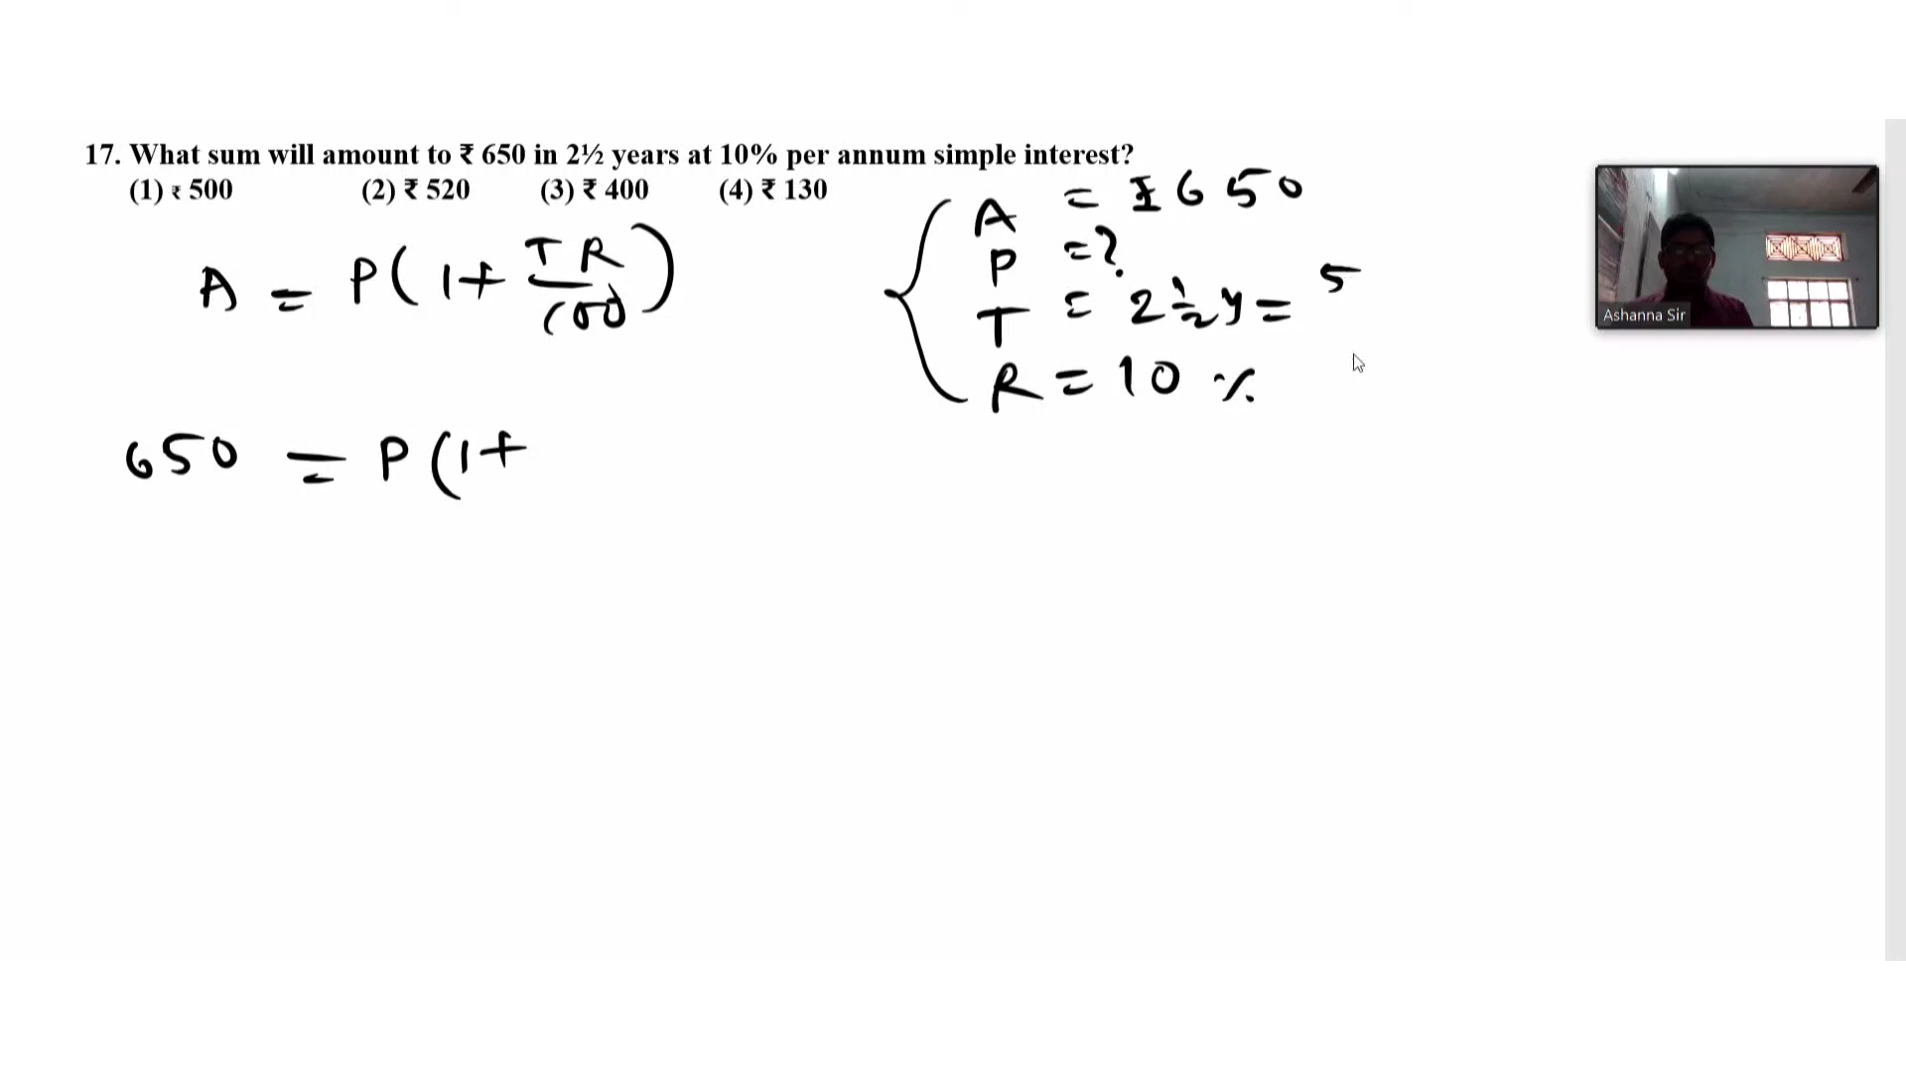 17. What sum will amount to ₹ 650 in 2½ years at 10% per annum simple interest?
(1) ₹ 500 (2) ₹ 520 (3) ₹ 400 (4) ₹ 130
A = ₹ 650
P = ?
T = 2½ y = 5
R = 10 %
A = P(1+ TR/100)
650 = P(1+
Ashanna Sir